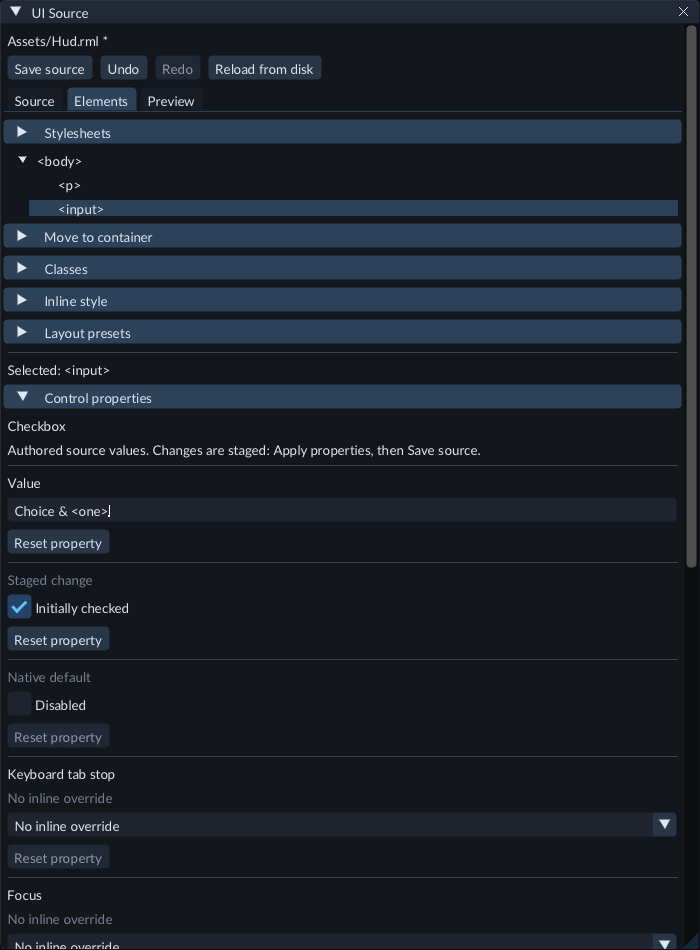 UI Source
Assets/Hud.rml *
Save source Undo Redo Reload from disk
Source Elements Preview
Stylesheets
<body>
<p>
<input>
Move to container
Classes
Inline style
Layout presets
Selected: <input>
Control properties
Checkbox
Authored source values. Changes are staged: Apply properties, then Save source.
Value
Choice & <one>
Reset property
Staged change
Initially checked
Reset property
Native default
Disabled
Reset property
Keyboard tab stop
No inline override
No inline override
Reset property
Focus
No inline override
No inline override